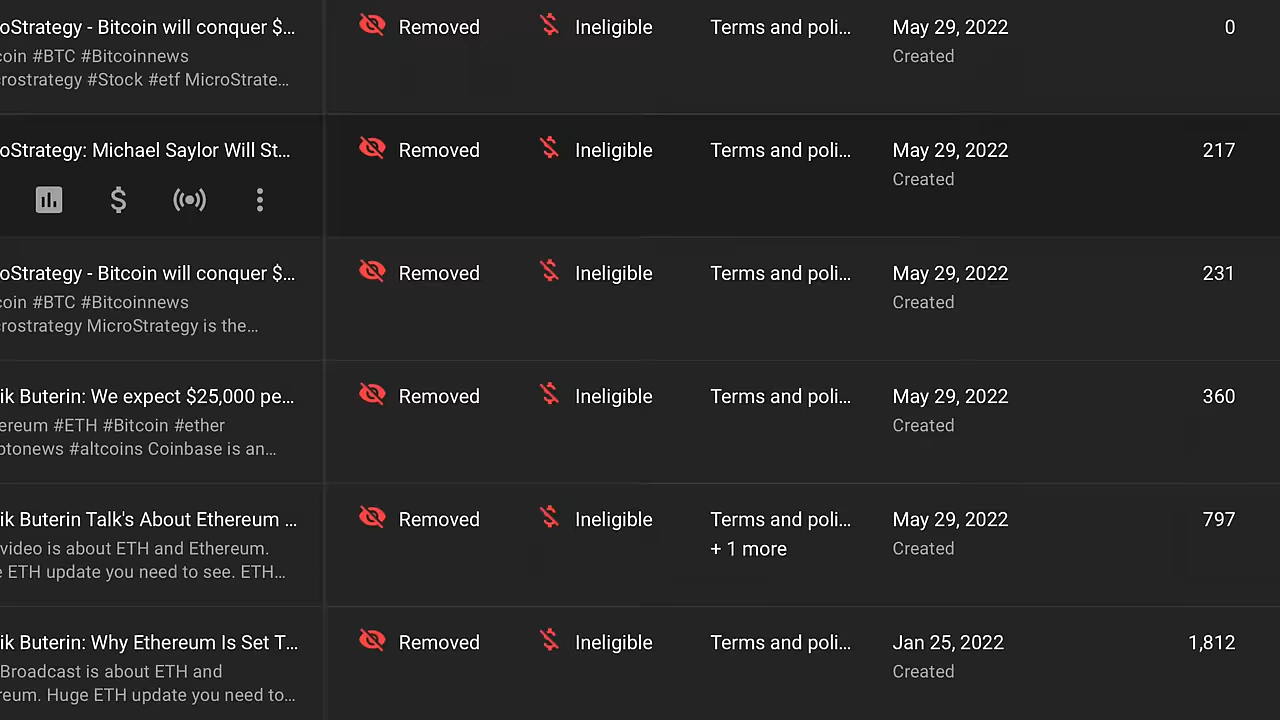 oStrategy - Bitcoin will conquer $... Removed Ineligible Terms and poli... May 29, 2022 0
coin #BTC #Bitcoinnews Created
crostrategy #Stock #etf MicroStrate...
oStrategy: Michael Saylor Will St... Removed Ineligible Terms and poli... May 29, 2022 217
Created
oStrategy - Bitcoin will conquer $... Removed Ineligible Terms and poli... May 29, 2022 231
coin #BTC #Bitcoinnews Created
crostrategy MicroStrategy is the...
ik Buterin: We expect $25,000 pe... Removed Ineligible Terms and poli... May 29, 2022 360
ereum #ETH #Bitcoin #ether Created
ptonews #altcoins Coinbase is an...
ik Buterin Talk's About Ethereum ... Removed Ineligible Terms and poli... May 29, 2022 797
video is about ETH and Ethereum. + 1 more Created
e ETH update you need to see. ETH...
ik Buterin: Why Ethereum Is Set T... Removed Ineligible Terms and poli... Jan 25, 2022 1,812
Broadcast is about ETH and Created
reum. Huge ETH update you need to...